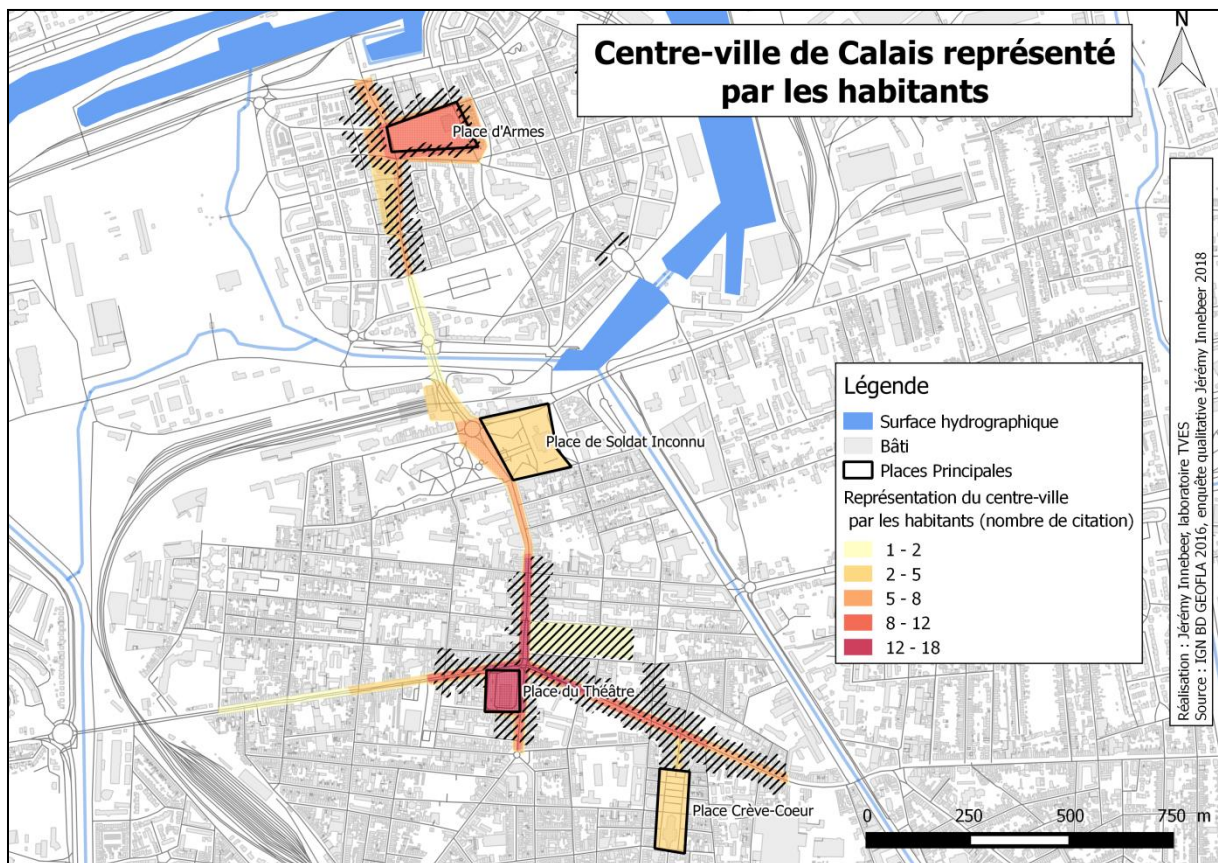 Centre-ville de Calais représenté
par les habitants
N
Place d'Armes
Place de Soldat Inconnu
Place du Théâtre
Place Crève-Coeur
Légende
Surface hydrographique
Bâti
Places Principales
Représentation du centre-ville
par les habitants (nombre de citation)
1 - 2
2 - 5
5 - 8
8 - 12
12 - 18
0 250 500 750 m
Réalisation : Jérémy Innebeer, laboratoire TVES
Source : IGN BD GEOFLA 2016, enquête qualitative Jérémy Innebeer 2018